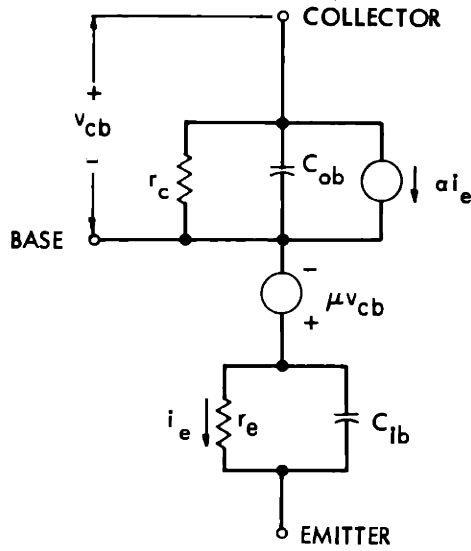 COLLECTOR
+
v_cb
−
r_c
C_ob
αi_e
BASE
−
μv_cb
+
i_e
r_e
C_ib
EMITTER